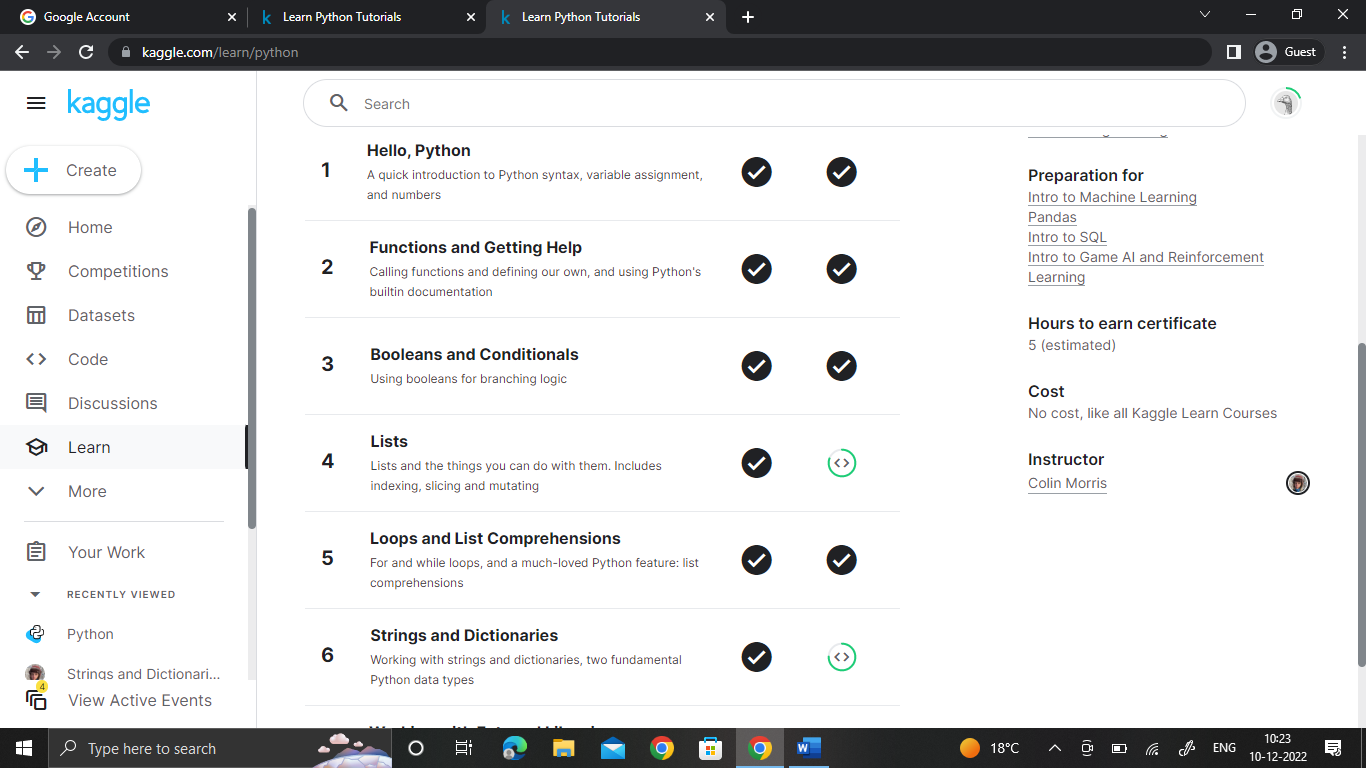 Google Account
Learn Python Tutorials
Learn Python Tutorials
kaggle.com/learn/python
Guest
kaggle
Search
Create
Home
Competitions
Datasets
Code
Discussions
Learn
More
Your Work
RECENTLY VIEWED
Python
Strings and Dictionari...
4
View Active Events
1
Hello, Python
A quick introduction to Python syntax, variable assignment,
and numbers
2
Functions and Getting Help
Calling functions and defining our own, and using Python's
builtin documentation
3
Booleans and Conditionals
Using booleans for branching logic
4
Lists
Lists and the things you can do with them. Includes
indexing, slicing and mutating
5
Loops and List Comprehensions
For and while loops, and a much-loved Python feature: list
comprehensions
6
Strings and Dictionaries
Working with strings and dictionaries, two fundamental
Python data types
Preparation for
Intro to Machine Learning
Pandas
Intro to SQL
Intro to Game AI and Reinforcement
Learning
Hours to earn certificate
5 (estimated)
Cost
No cost, like all Kaggle Learn Courses
Instructor
Colin Morris
Type here to search
18°C
ENG
10:23
10-12-2022